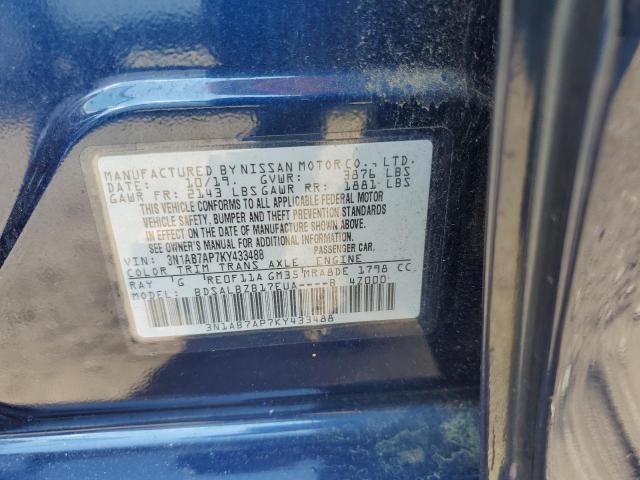 MANUFACTURED BY NISSAN MOTOR CO., LTD.
DATE: 10/19. GVWR: 3876 LBS
GAWR FR: 2143 LBS GAWR RR: 1881 LBS
THIS VEHICLE CONFORMS TO ALL APPLICABLE FEDERAL MOTOR
VEHICLE SAFETY, BUMPER AND THEFT PREVENTION STANDARDS
IN EFFECT ON THE DATE OF MANUFACTURE SHOWN ABOVE.
SEE OWNER'S MANUAL FOR ADDITIONAL INFORMATION.
VIN: 3N1AB7AP7KY433488 PASSENGER CAR.
COLOR TRIM TRANS AXLE ENGINE
RAY G RE0F11A GM35 MRA8DE 1798 CC
MODEL: BDSALBZB17EUA----B 47000
3N1AB7AP7KY433488